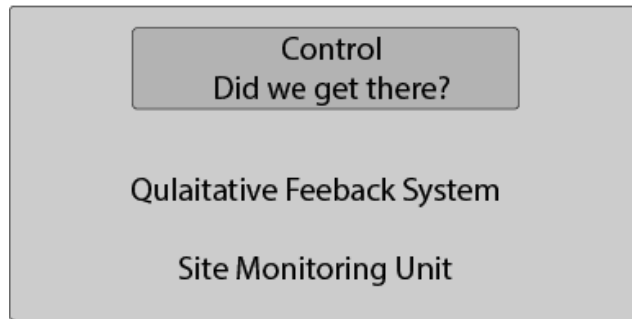 Control
Did we get there?
Qulaitative Feeback System
Site Monitoring Unit